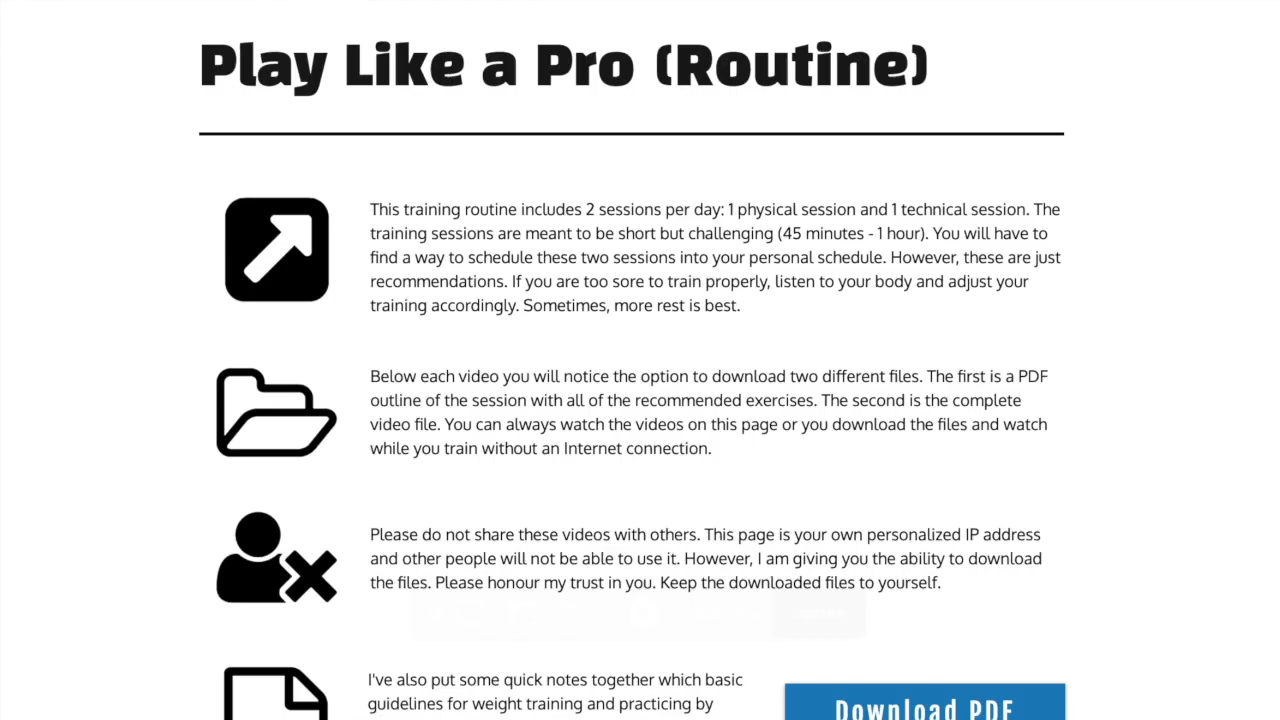 Play Like a Pro (Routine)
This training routine includes 2 sessions per day: 1 physical session and 1 technical session. The
training sessions are meant to be short but challenging (45 minutes - 1 hour). You will have to
find a way to schedule these two sessions into your personal schedule. However, these are just
recommendations. If you are too sore to train properly, listen to your body and adjust your
training accordingly. Sometimes, more rest is best.
Below each video you will notice the option to download two different files. The first is a PDF
outline of the session with all of the recommended exercises. The second is the complete
video file. You can always watch the videos on this page or you download the files and watch
while you train without an Internet connection.
Please do not share these videos with others. This page is your own personalized IP address
and other people will not be able to use it. However, I am giving you the ability to download
the files. Please honour my trust in you. Keep the downloaded files to yourself.
I've also put some quick notes together which basic
guidelines for weight training and practicing by
Download PDF